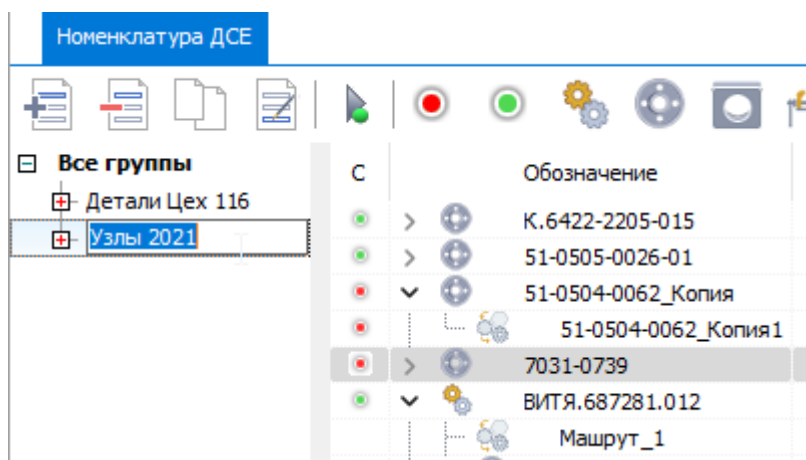 Номенклатура ДСЕ
Все группы
Детали Цех 116
Узлы 2021
С Обозначение
К.6422-2205-015
51-0505-0026-01
51-0504-0062_Копия
51-0504-0062_Копия1
7031-0739
ВИТЯ.687281.012
Машрут_1